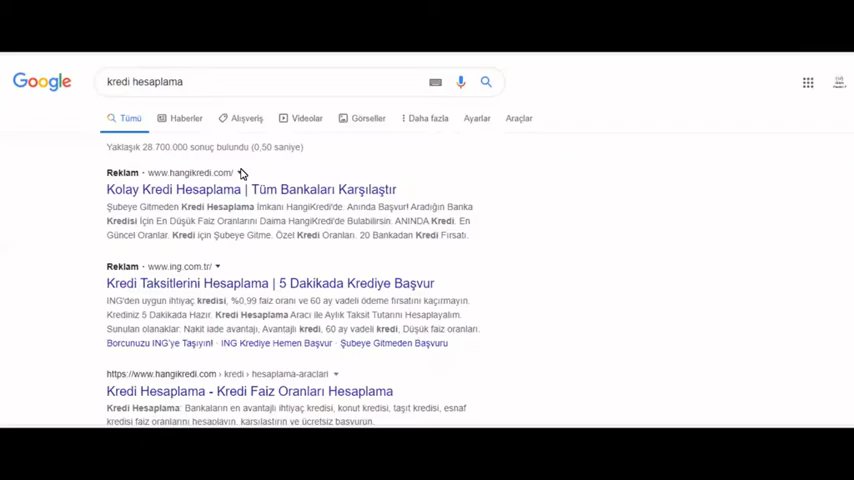 Google
kredi hesaplama
Tümü Haberler Alışveriş Videolar Görseller Daha fazla Ayarlar Araçlar
Yaklaşık 28.700.000 sonuç bulundu (0,50 saniye)
Reklam · www.hangikredi.com/
Kolay Kredi Hesaplama | Tüm Bankaları Karşılaştır
Şubeye Gitmeden Kredi Hesaplama İmkanı HangiKredi'de. Anında Başvur! Aradığın Banka
Kredisi İçin En Düşük Faiz Oranlarını Daima HangiKredi'de Bulabilirsin. ANINDA Kredi. En
Güncel Oranlar. Kredi için Şubeye Gitme. Özel Kredi Oranları. 20 Bankadan Kredi Fırsatı.
Reklam · www.ing.com.tr/
Kredi Taksitlerini Hesaplama | 5 Dakikada Krediye Başvur
ING'den uygun ihtiyaç kredisi, %0,99 faiz oranı ve 60 ay vadeli ödeme fırsatını kaçırmayın.
Krediniz 5 Dakikada Hazır. Kredi Hesaplama Aracı ile Aylık Taksit Tutarını Hesaplayalım.
Sunulan olanaklar: Nakit iade avantajı, Avantajlı kredi, 60 ay vadeli kredi, Düşük faiz oranları.
Borcunuzu ING'ye Taşıyın! · ING Krediye Hemen Başvur · Şubeye Gitmeden Başvuru
https://www.hangikredi.com › kredi › hesaplama-araclari
Kredi Hesaplama - Kredi Faiz Oranları Hesaplama
Kredi Hesaplama: Bankaların en avantajlı ihtiyaç kredisi, konut kredisi, taşıt kredisi, esnaf
kredisi faiz oranlarını hesaplayın, karşılaştırın ve ücretsiz başvurun.